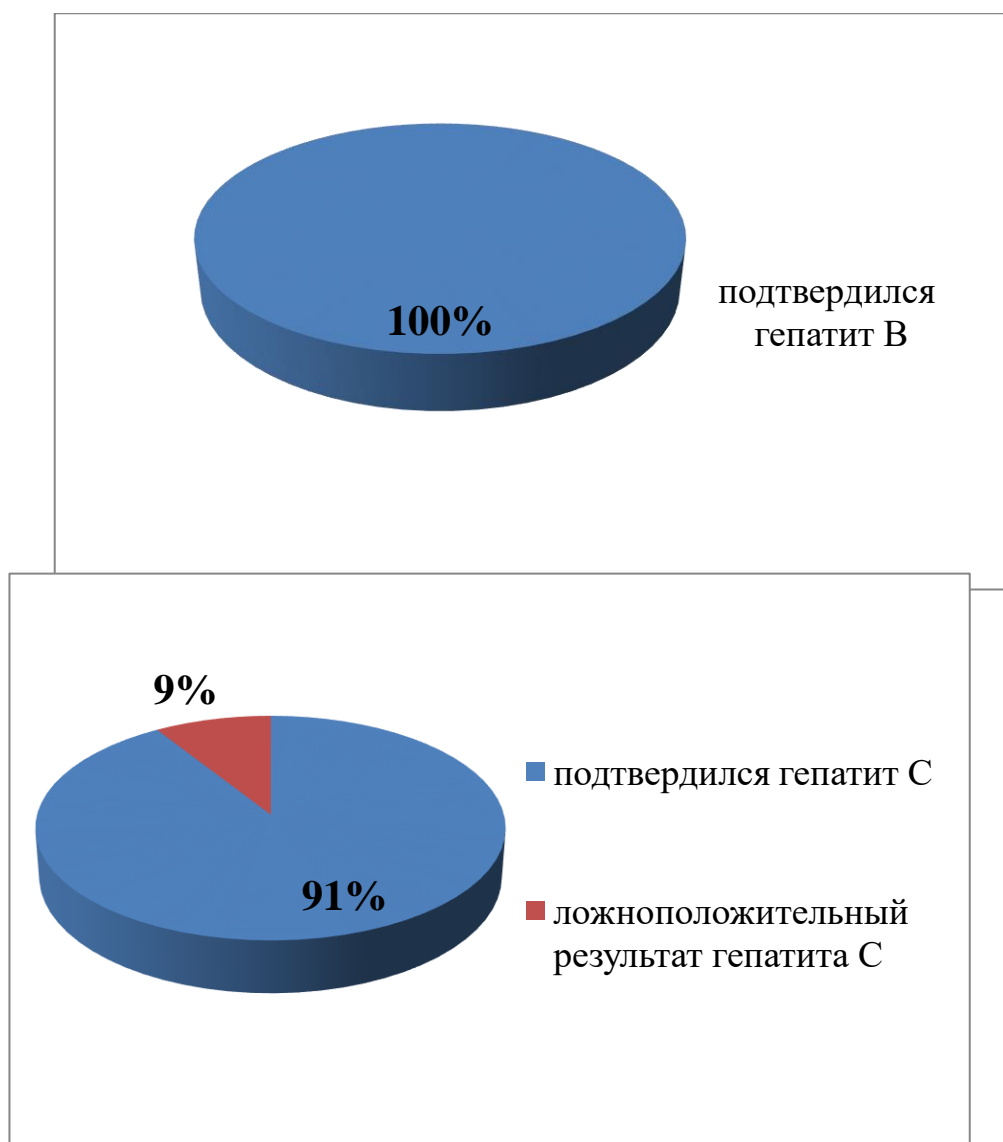 100%
подтвердился
гепатит В
9%
91%
подтвердился гепатит С
ложноположительный
результат гепатита С